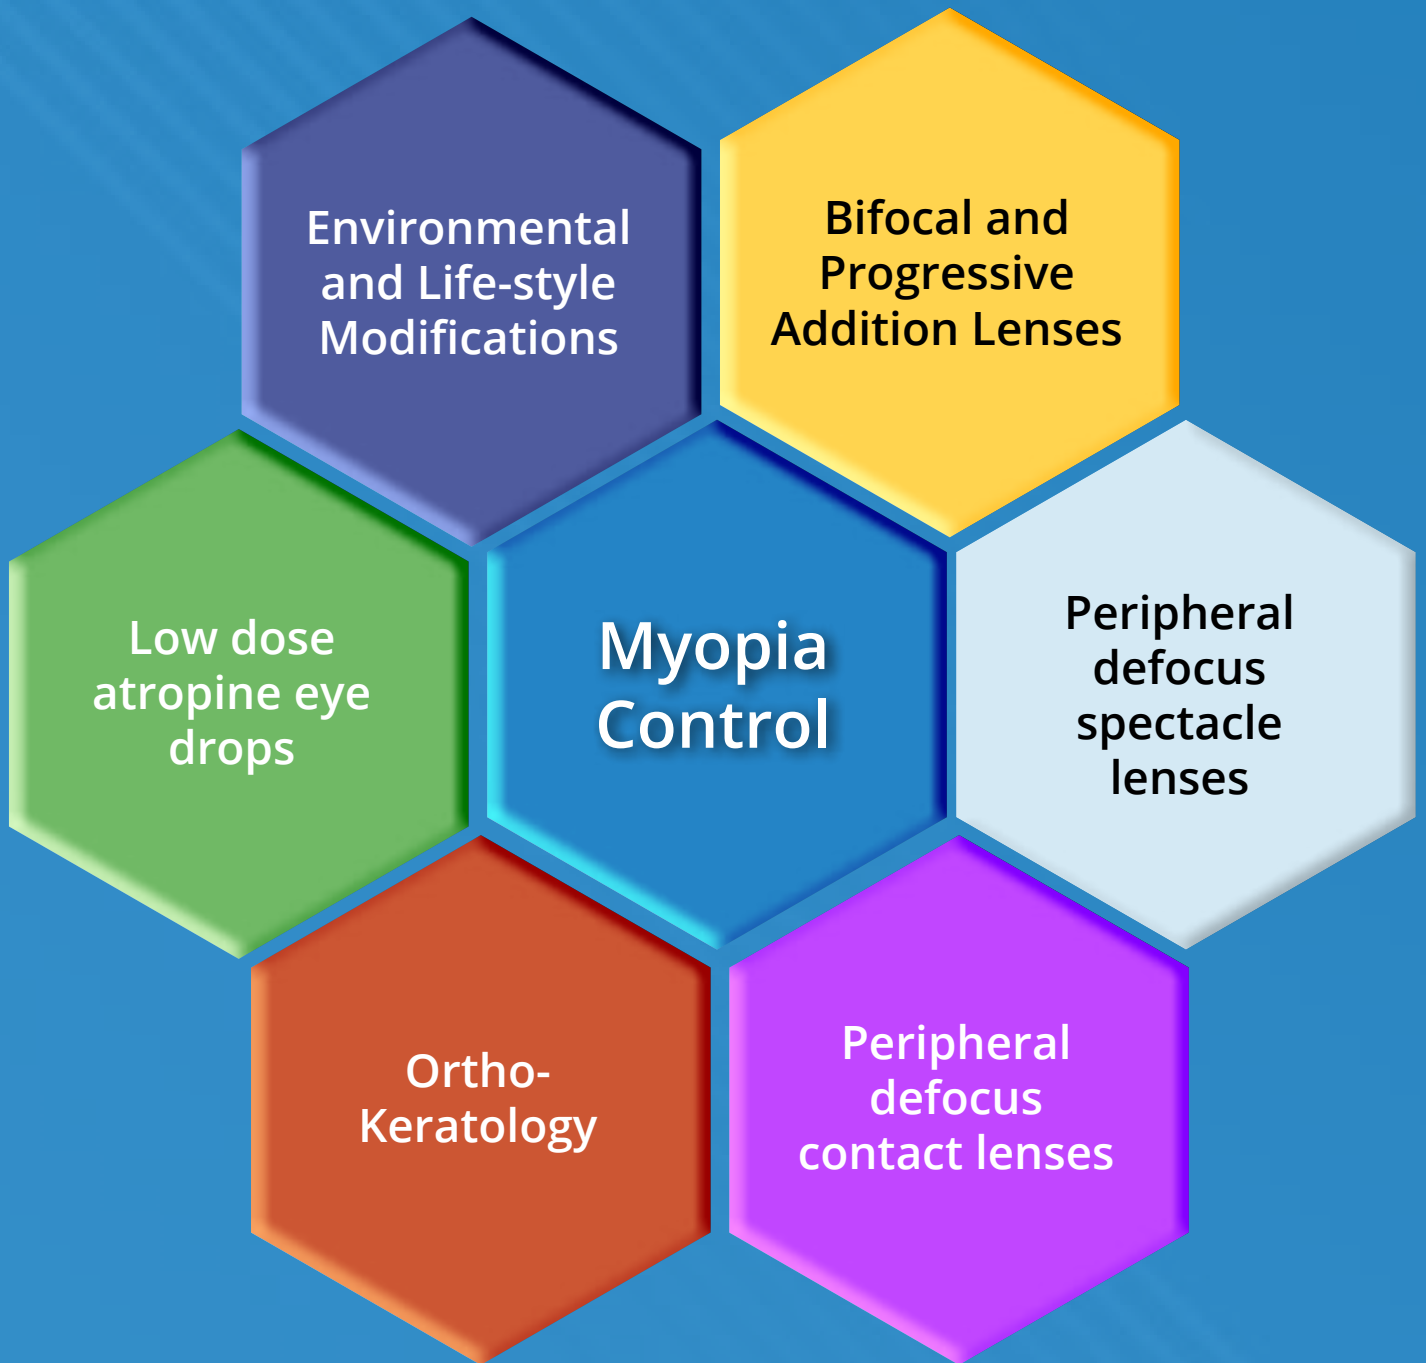 Environmental
and Life-style
Modifications
Bifocal and
Progressive
Addition Lenses
Low dose
atropine eye
drops
Myopia
Control
Peripheral
defocus
spectacle
lenses
Ortho-
Keratology
Peripheral
defocus
contact lenses